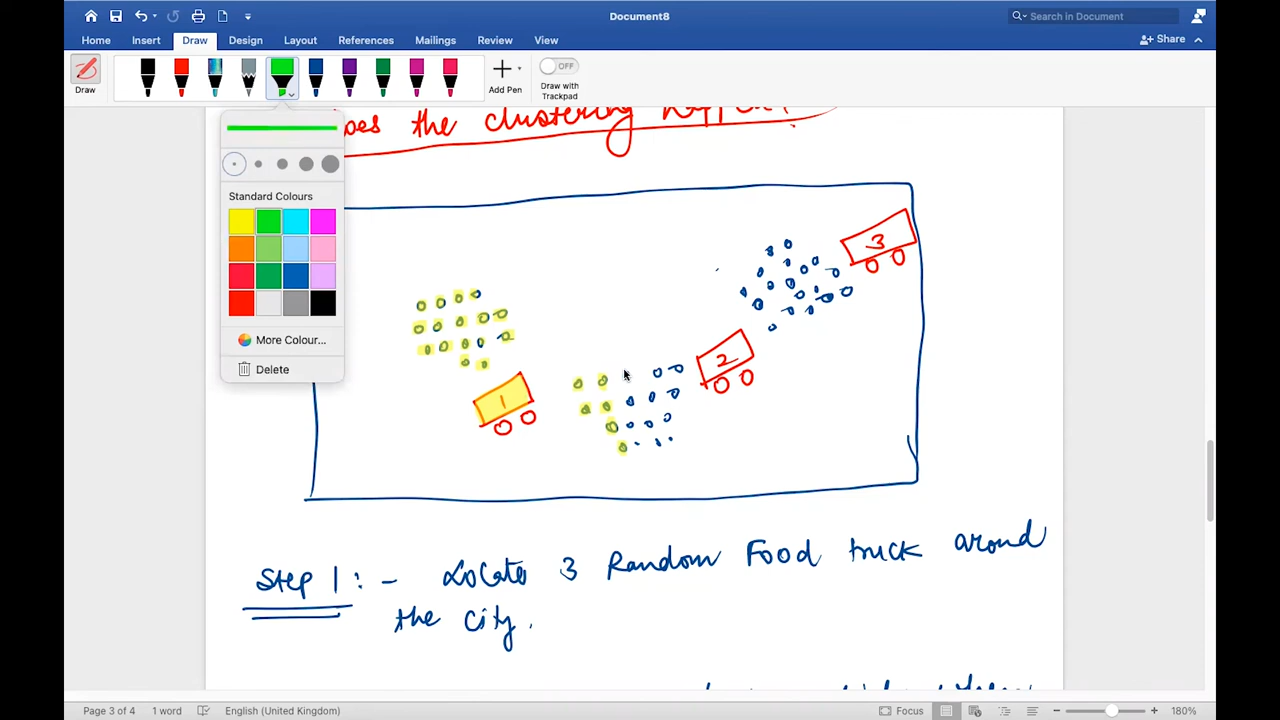 Document8
Search in Document
Home Insert Draw Design Layout References Mailings Review View
Share
Draw
Add Pen
OFF
Draw with
Trackpad
the clustering
Standard Colours
More Colour...
Delete
3
2
1
Step 1 :- Locate 3 Random Food truck around
the city.
Page 3 of 4 1 word English (United Kingdom) Focus 180%